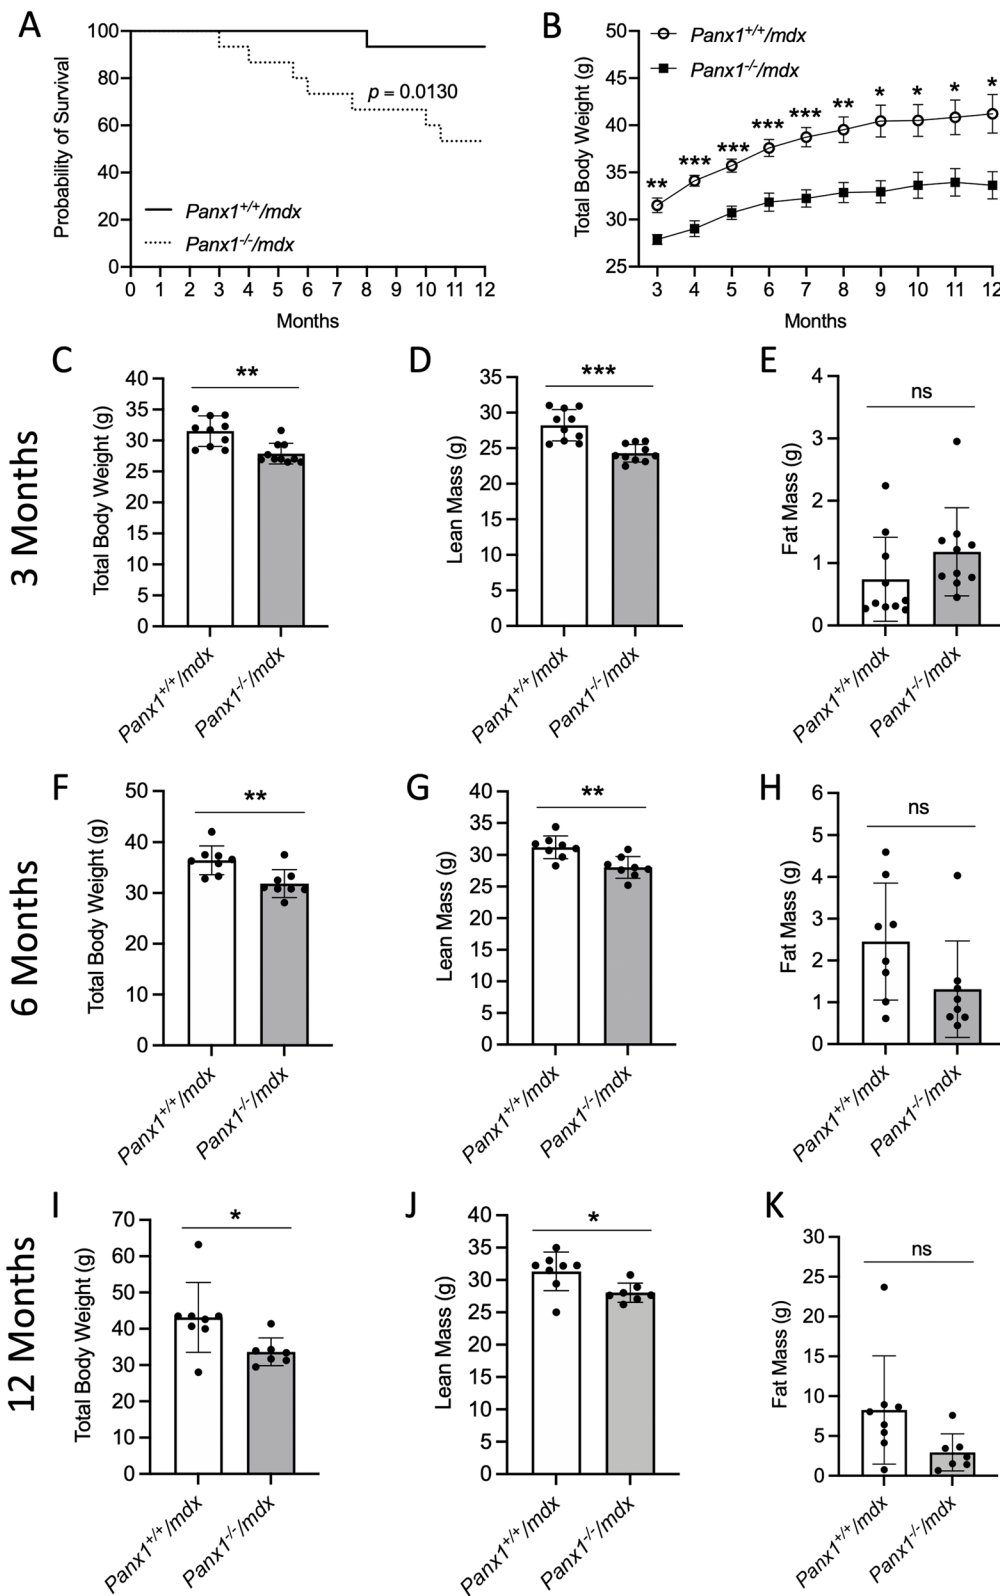 A
100
80
60
40
20
0
Probability of Survival
p = 0.0130
Panx1+/+/mdx
Panx1-/-/mdx
0 1 2 3 4 5 6 7 8 9 10 11 12
Months
B
50
45
40
35
30
25
Total Body Weight (g)
Panx1+/+/mdx
Panx1-/-/mdx
** *** *** *** *** ** * * * *
3 4 5 6 7 8 9 10 11 12
Months
3 Months
C
40
35
30
25
20
15
10
5
0
Total Body Weight (g)
**
Panx1+/+/mdx
Panx1-/-/mdx
D
35
30
25
20
15
10
5
0
Lean Mass (g)
***
Panx1+/+/mdx
Panx1-/-/mdx
E
4
3
2
1
0
Fat Mass (g)
ns
Panx1+/+/mdx
Panx1-/-/mdx
6 Months
F
50
40
30
20
10
0
Total Body Weight (g)
**
Panx1+/+/mdx
Panx1-/-/mdx
G
40
35
30
25
20
15
10
5
0
Lean Mass (g)
**
Panx1+/+/mdx
Panx1-/-/mdx
H
6
5
4
3
2
1
0
Fat Mass (g)
ns
Panx1+/+/mdx
Panx1-/-/mdx
12 Months
I
70
60
50
40
30
20
10
0
Total Body Weight (g)
*
Panx1+/+/mdx
Panx1-/-/mdx
J
40
35
30
25
20
15
10
5
0
Lean Mass (g)
*
Panx1+/+/mdx
Panx1-/-/mdx
K
30
25
20
15
10
5
0
Fat Mass (g)
ns
Panx1+/+/mdx
Panx1-/-/mdx